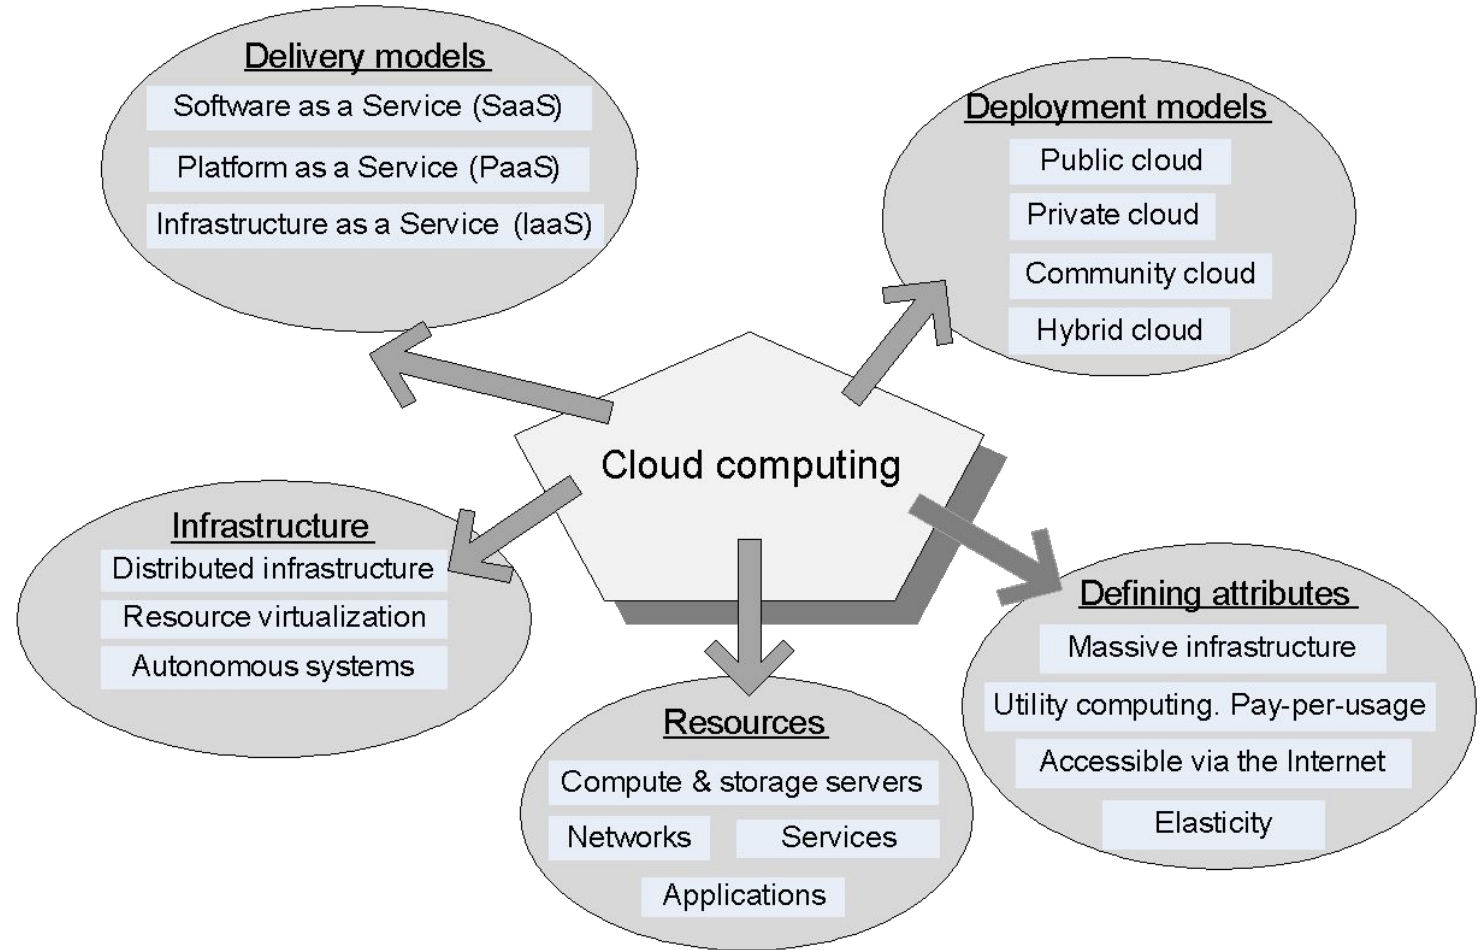 Delivery models
Software as a Service (SaaS)
Platform as a Service (PaaS)
Infrastructure as a Service (IaaS)
Deployment models
Public cloud
Private cloud
Community cloud
Hybrid cloud
Cloud computing
Infrastructure
Distributed infrastructure
Resource virtualization
Autonomous systems
Defining attributes
Massive infrastructure
Utility computing. Pay-per-usage
Accessible via the Internet
Elasticity
Resources
Compute & storage servers
Networks
Services
Applications